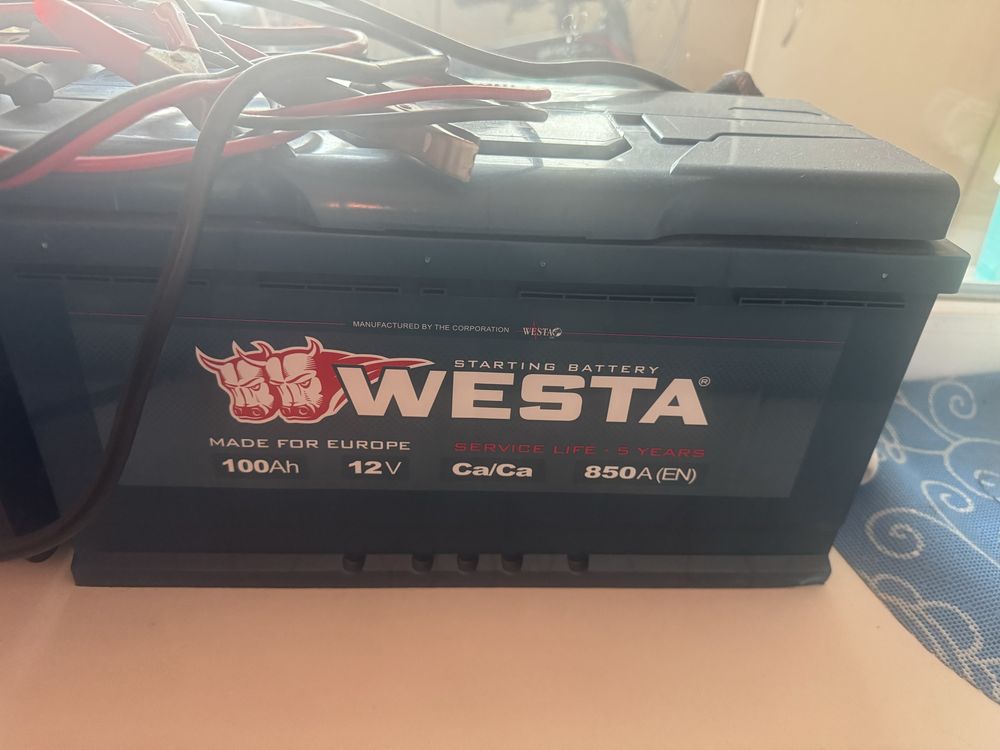 MANUFACTURED BY THE CORPORATION WESTA
STARTING BATTERY
WESTA®
MADE FOR EUROPE SERVICE LIFE - 5 YEARS
100Ah 12V Ca/Ca 850A (EN)